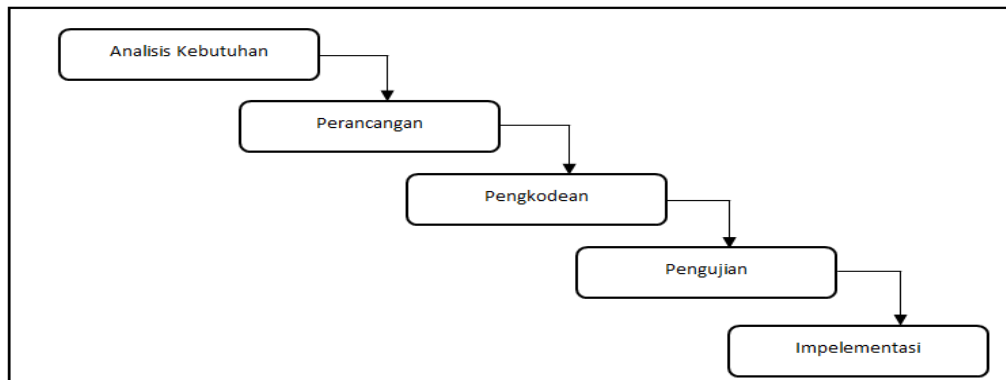 Analisis Kebutuhan
Perancangan
Pengkodean
Pengujian
Impelementasi